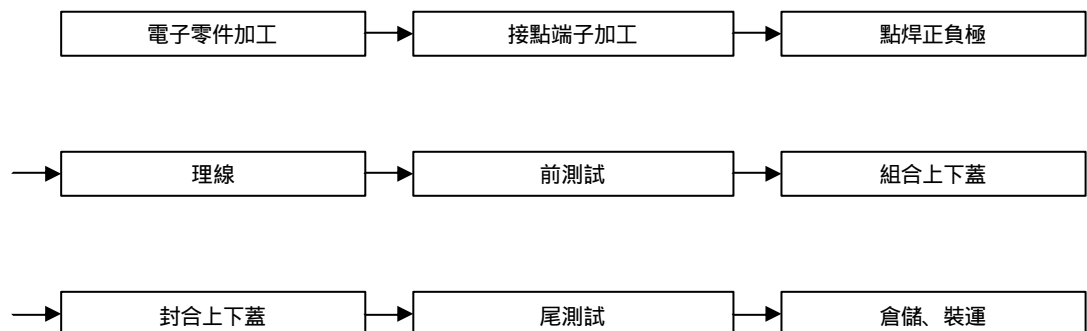 電子零件加工
接點端子加工
點焊正負極
理線
前測試
組合上下蓋
封合上下蓋
尾測試
倉儲、裝運